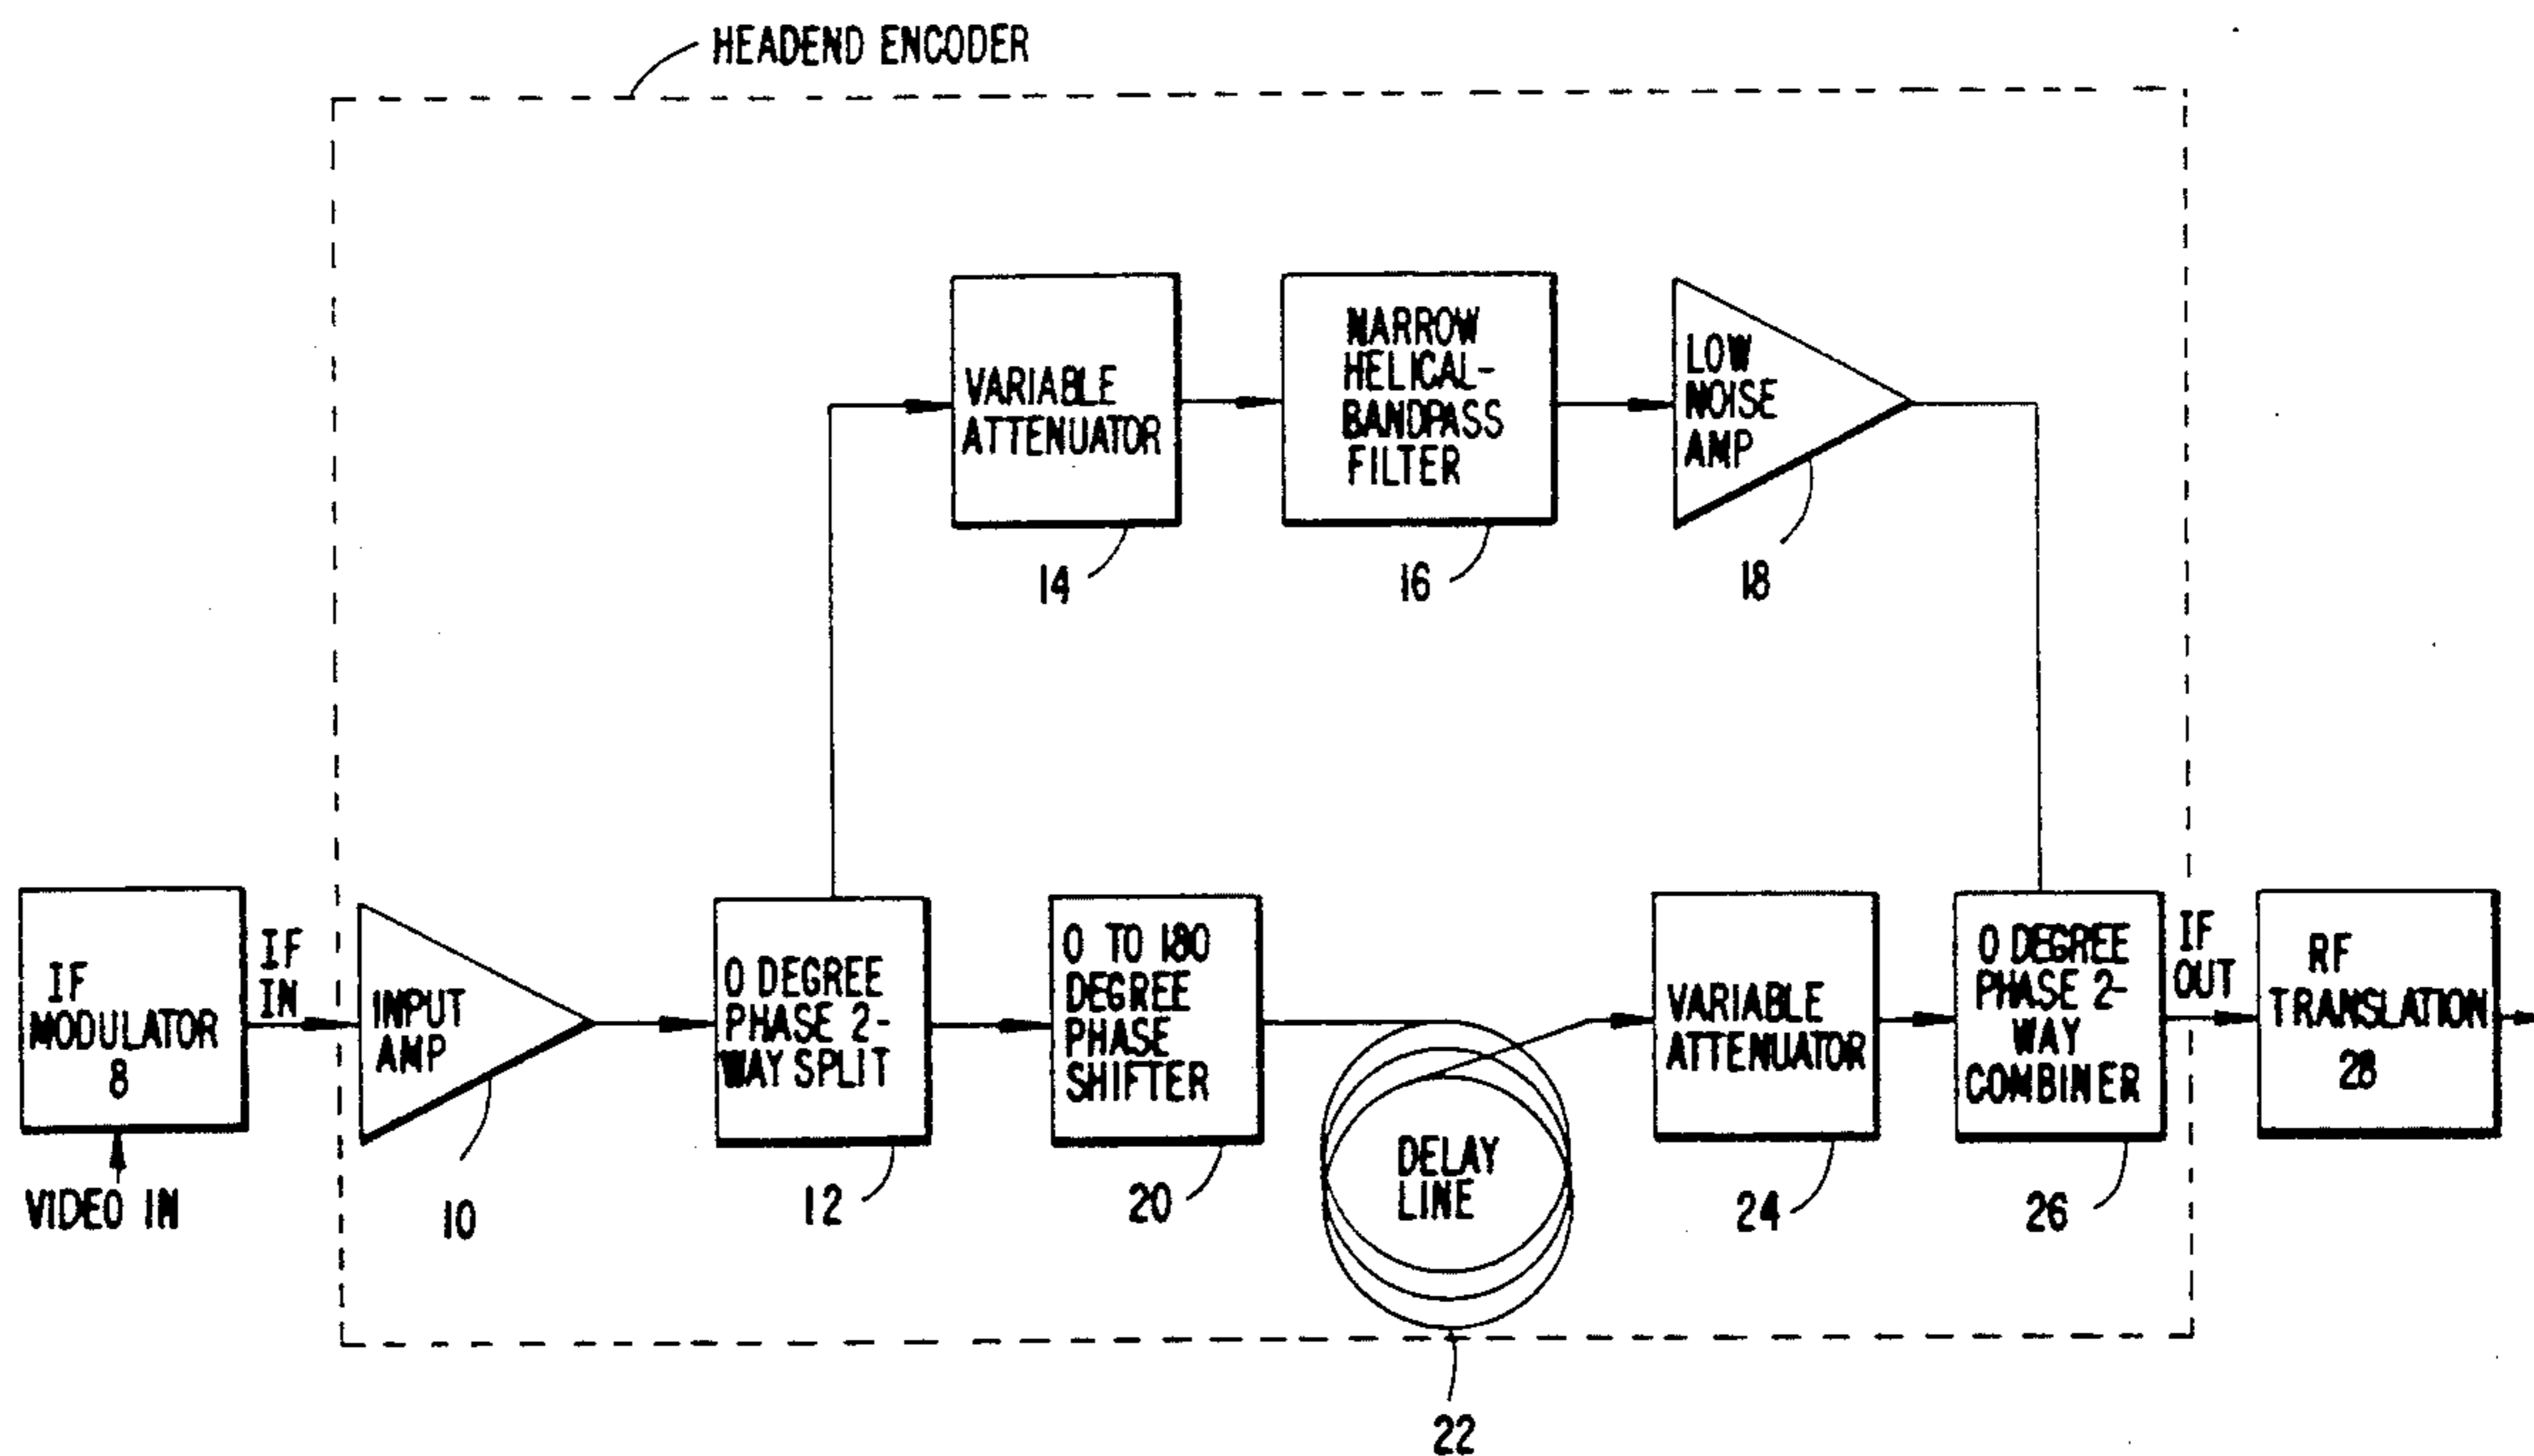 HEADEND ENCODER
VARIABLE
ATTENUATOR
14
NARROW
HELICAL-
BANDPASS
FILTER
16
LOW
NOISE
AMP
18
IF
MODULATOR
8
VIDEO IN
IF
IN
INPUT
AMP
10
0 DEGREE
PHASE 2-
WAY SPLIT
12
0 TO 180
DEGREE
PHASE
SHIFTER
20
DELAY
LINE
22
VARIABLE
ATTENUATOR
24
0 DEGREE
PHASE 2-
WAY
COMBINER
26
IF
OUT
RF
TRANSLATION
28